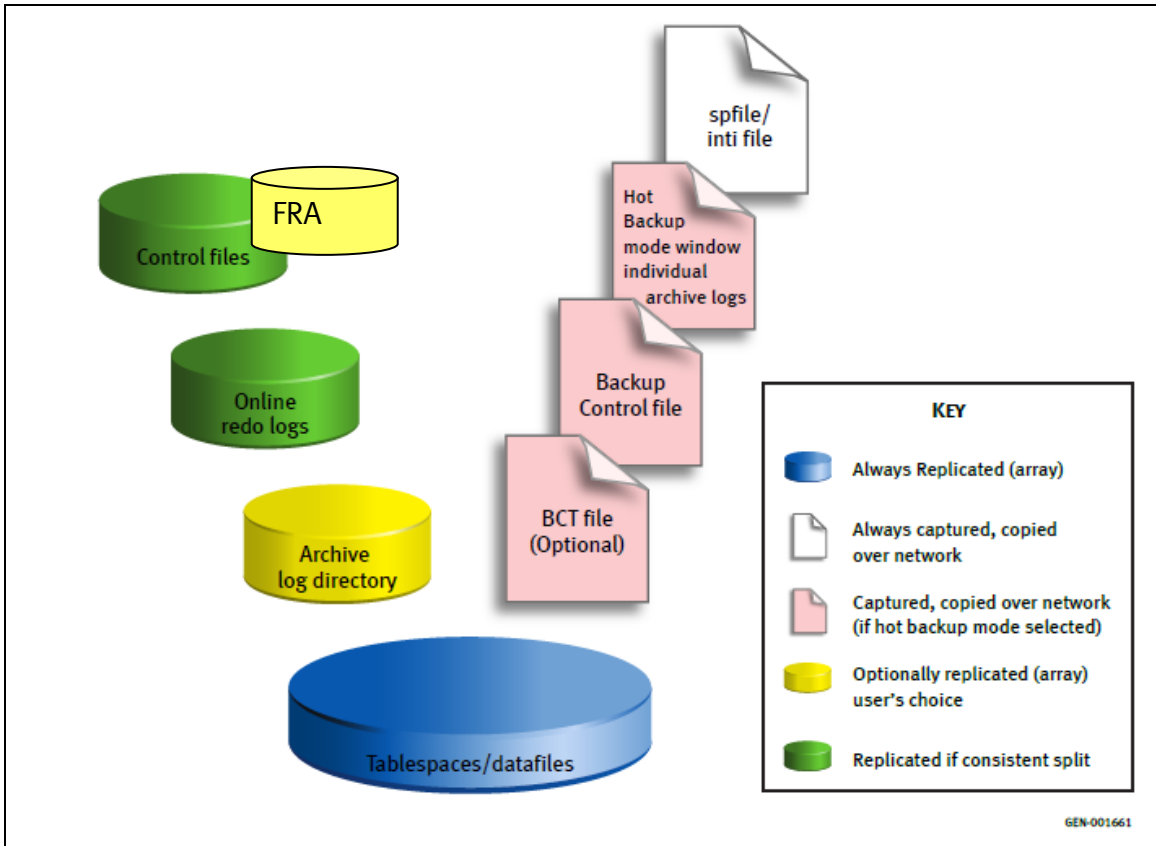 spfile/
inti file
Hot
Backup
mode window
individual
archive logs
FRA
Control files
Backup
Control file
Online
redo logs
BCT file
(Optional)
Archive
log directory
Tablespaces/datafiles
KEY
Always Replicated (array)
Always captured, copied
over network
Captured, copied over network
(if hot backup mode selected)
Optionally replicated (array)
user's choice
Replicated if consistent split
GEN-001661